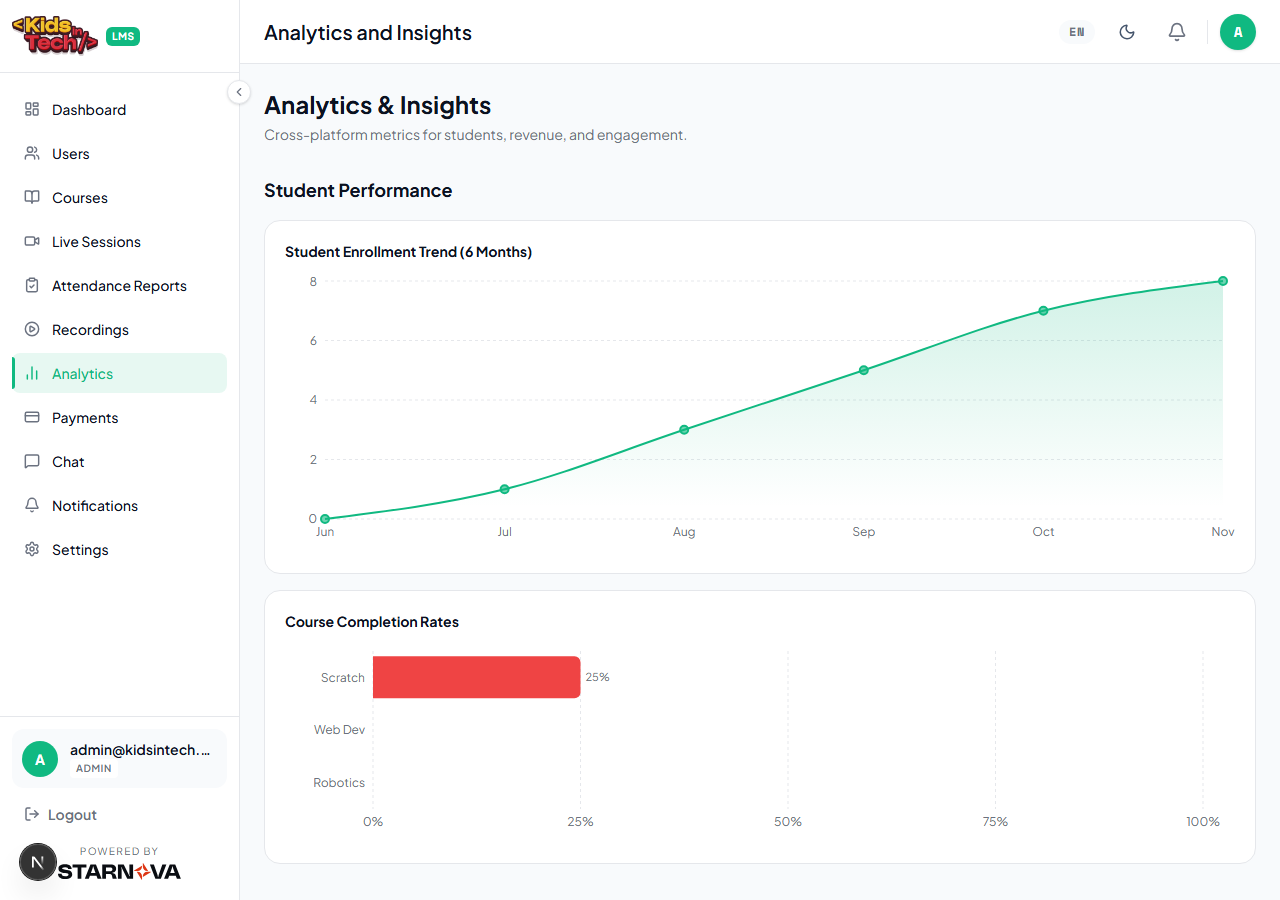 <Kids in Tech/>
LMS
Analytics and Insights
EN
A
Dashboard
Users
Courses
Live Sessions
Attendance Reports
Recordings
Analytics
Payments
Chat
Notifications
Settings
A
admin@kidsintech....
ADMIN
Logout
N
POWERED BY
STARNOVA
Analytics & Insights
Cross-platform metrics for students, revenue, and engagement.
Student Performance
Student Enrollment Trend (6 Months)
8
6
4
2
0
Jun Jul Aug Sep Oct Nov
Course Completion Rates
Scratch 25%
Web Dev
Robotics
0% 25% 50% 75% 100%